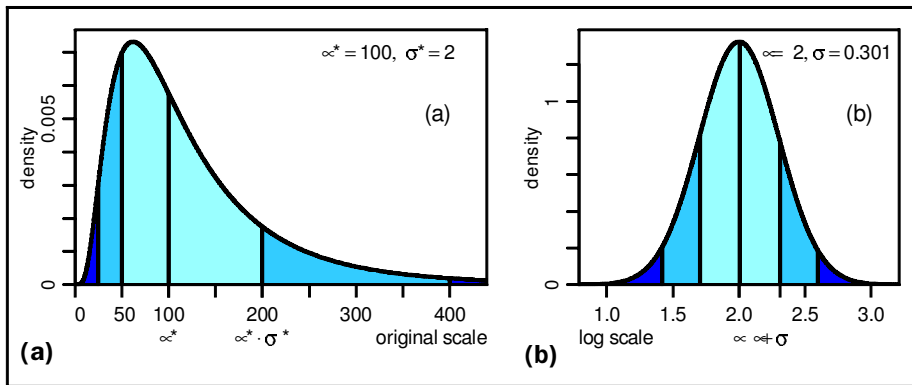 ∝* = 100, σ* = 2
(a)
density
0.005
0
0 50 100 200 300 400
∝* ∝* · σ* original scale
(a)
∝= 2, σ = 0.301
(b)
density
1
0
1.0 1.5 2.0 2.5 3.0
log scale ∝ ∝+σ
(b)